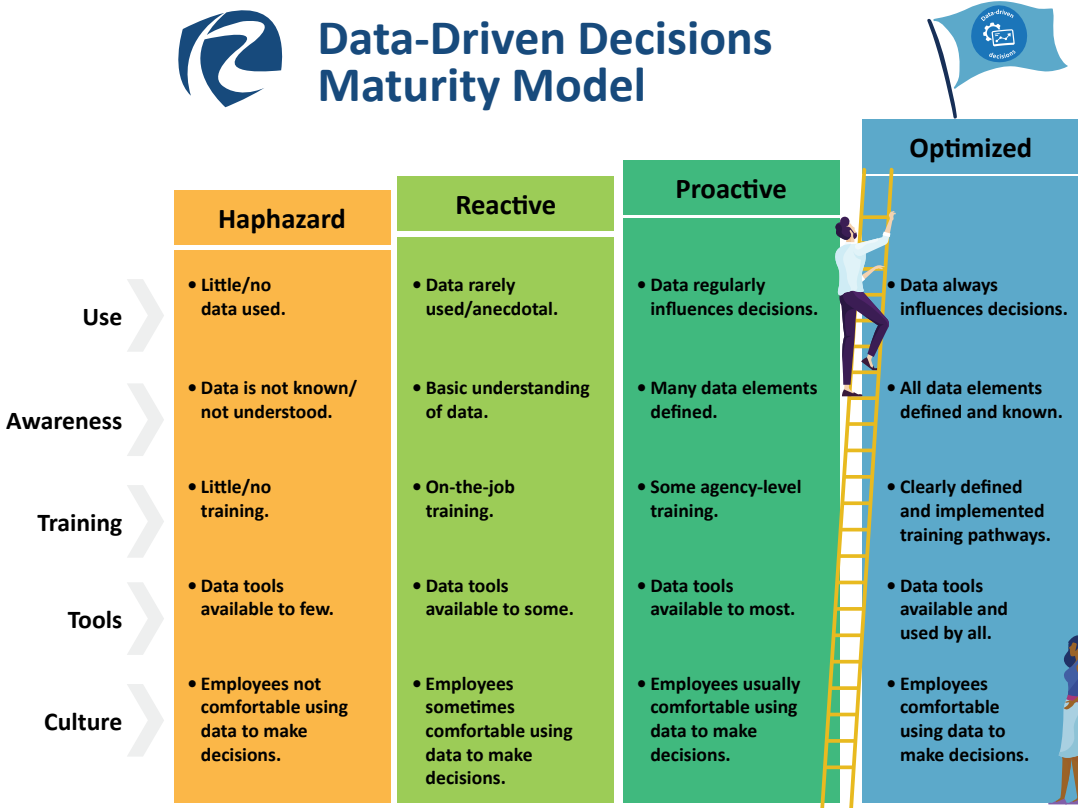 Data-Driven Decisions
Maturity Model
Data-driven
decisions
Haphazard
Reactive
Proactive
Optimized
Use
• Little/no
data used.
• Data rarely
used/anecdotal.
• Data regularly
influences decisions.
• Data always
influences decisions.
Awareness
• Data is not known/
not understood.
• Basic understanding
of data.
• Many data elements
defined.
• All data elements
defined and known.
Training
• Little/no
training.
• On-the-job
training.
• Some agency-level
training.
• Clearly defined
and implemented
training pathways.
Tools
• Data tools
available to few.
• Data tools
available to some.
• Data tools
available to most.
• Data tools
available and
used by all.
Culture
• Employees not
comfortable using
data to make
decisions.
• Employees
sometimes
comfortable using
data to make
decisions.
• Employees usually
comfortable using
data to make
decisions.
• Employees
comfortable
using data to
make decisions.